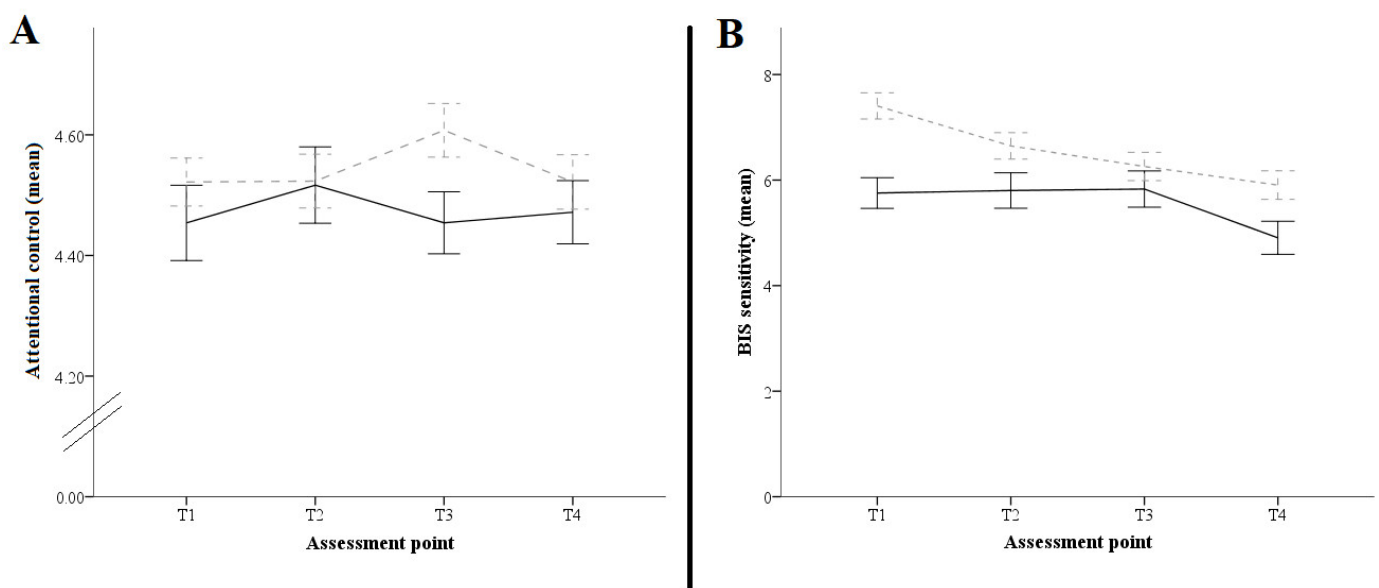 A
Attentional control (mean)
4.60
4.40
4.20
0.00
T1 T2 T3 T4
Assessment point
B
BIS sensitivity (mean)
8
6
4
2
0
T1 T2 T3 T4
Assessment point